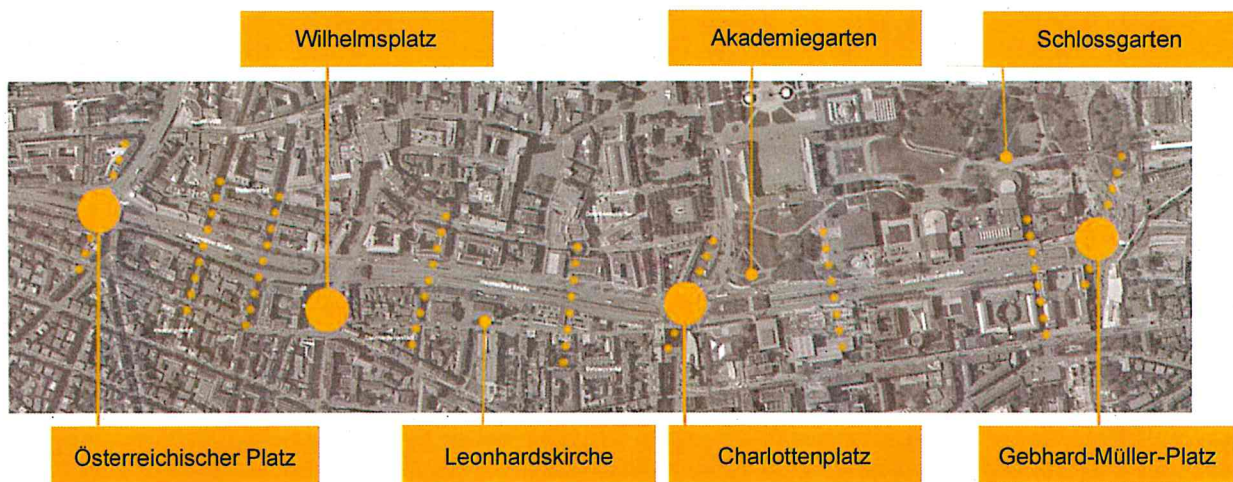 Wilhelmsplatz
Akademiegarten
Schlossgarten
Österreichischer Platz
Leonhardskirche
Charlottenplatz
Gebhard-Müller-Platz